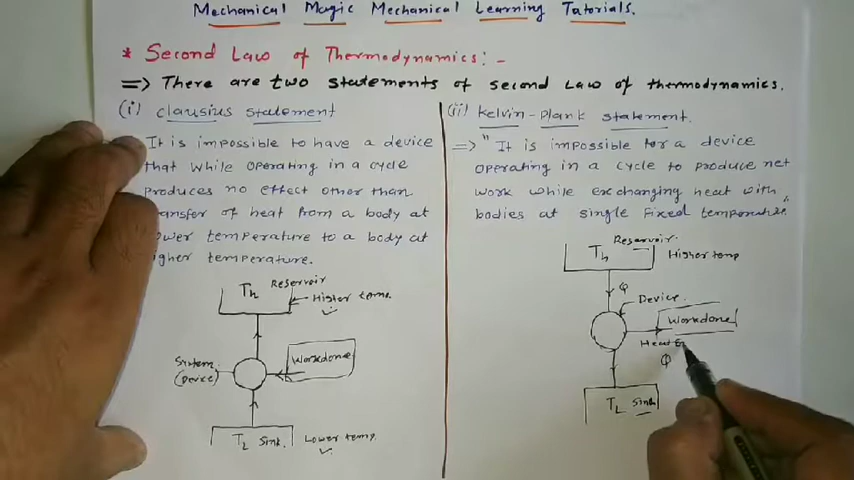 Mechanical Magic Mechanical Learning Tutorials.
* Second Law of Thermodynamics:-
=> There are two statements of second Law of thermodynamics.
(i) clausius statement
It is impossible to have a device
that while operating in a cycle
produces no effect other than
transfer of heat from a body at
lower temperature to a body at
higher temperature.
Reservoir
Th
Higher temp.
System
(Device)
Workdone
TL Sink.
Lower temp.
(ii) Kelvin-Plank statement.
=> "It is impossible for a device
operating in a cycle to produce net
work while exchanging heat with
bodies at single fixed temperature."
Reservoir.
Th
Higher temp
Q
Device.
Workdone
Heat
Q
TL Sink